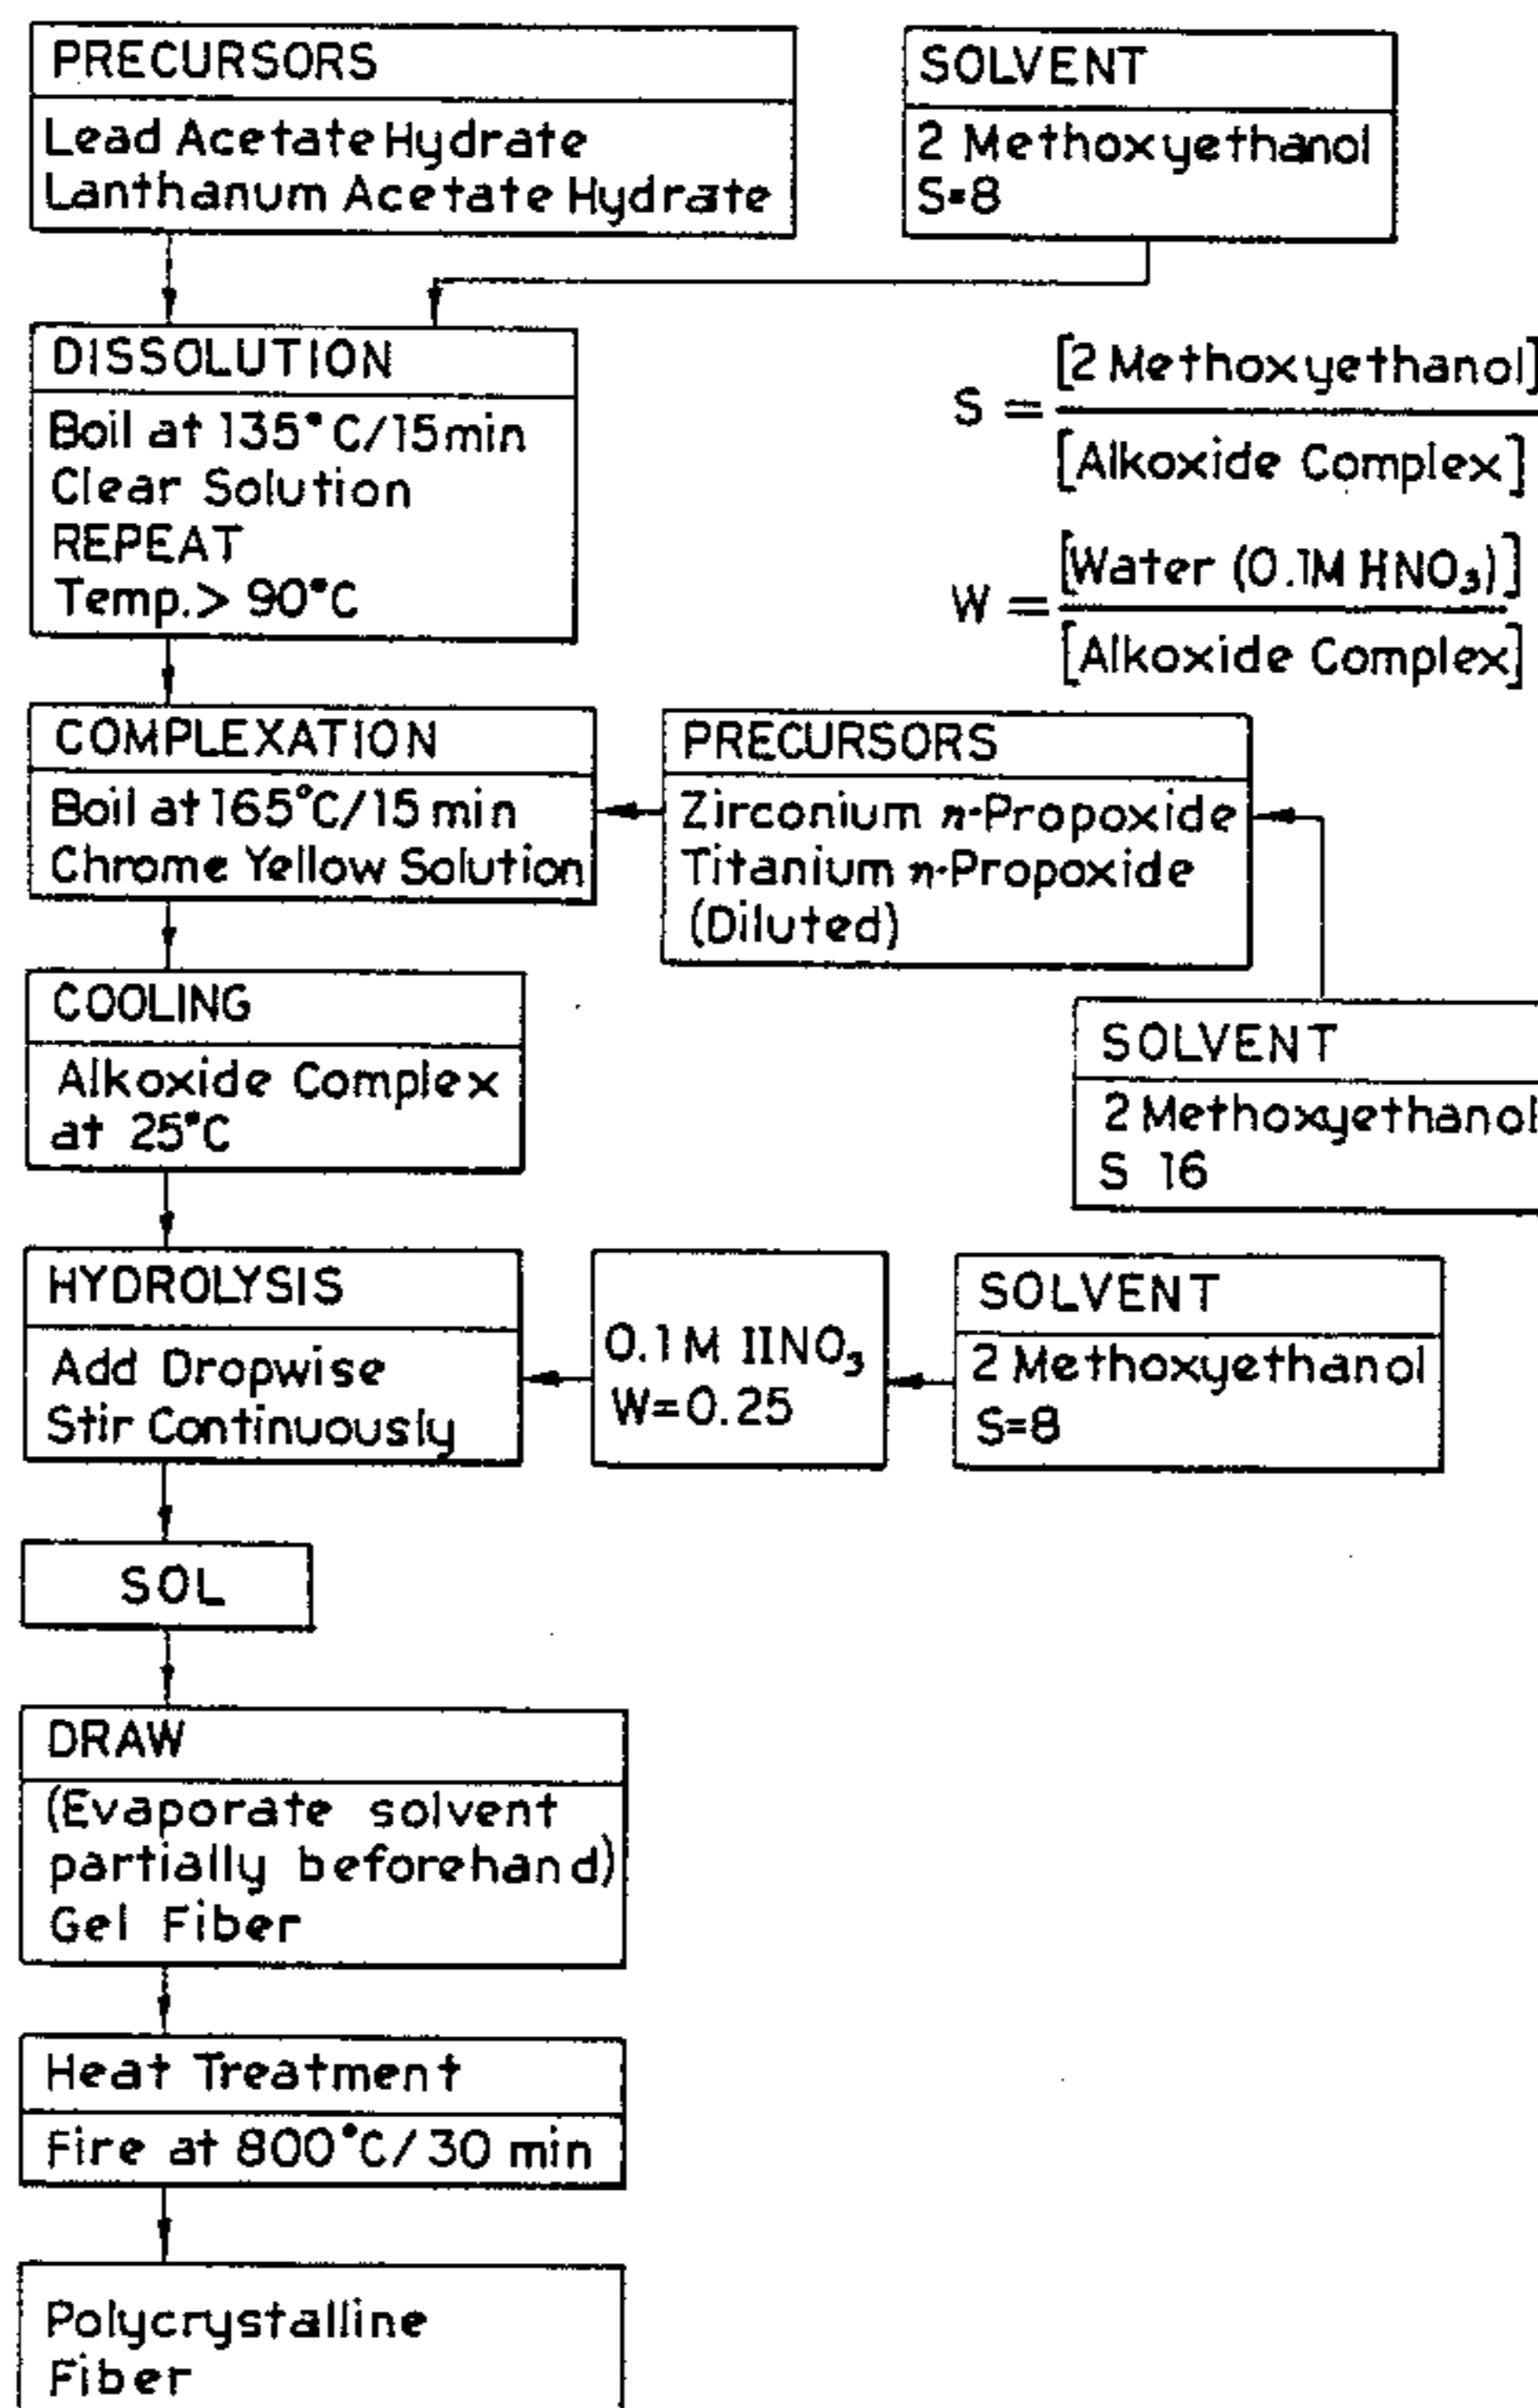 PRECURSORS
Lead Acetate Hydrate
Lanthanum Acetate Hydrate
SOLVENT
2 Methoxyethanol
S=8
DISSOLUTION
Boil at 135°C/15min
Clear Solution
REPEAT
Temp.> 90°C
S = [2 Methoxyethanol]
[Alkoxide Complex]
W = [Water (0.1M HNO₃)]
[Alkoxide Complex]
COMPLEXATION
Boil at 165°C/15 min
Chrome Yellow Solution
PRECURSORS
Zirconium n-Propoxide
Titanium n-Propoxide
(Diluted)
COOLING
Alkoxide Complex
at 25°C
SOLVENT
2 Methoxyethanol
S 16
HYDROLYSIS
Add Dropwise
Stir Continuously
0.1M IINO₃
W=0.25
SOLVENT
2 Methoxyethanol
S=8
SOL
DRAW
(Evaporate solvent
partially beforehand)
Gel Fiber
Heat Treatment
Fire at 800°C/30 min
Polycrystalline
Fiber